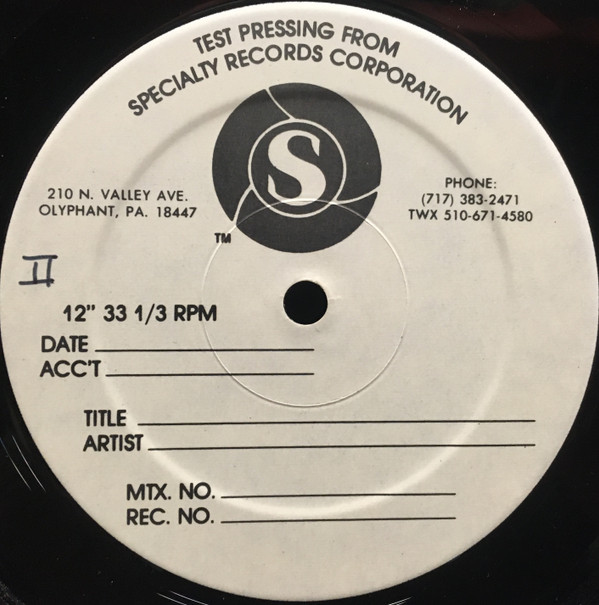 TEST PRESSING FROM
SPECIALTY RECORDS CORPORATION
S
TM
210 N. VALLEY AVE.
OLYPHANT, PA. 18447
PHONE:
(717) 383-2471
TWX 510-671-4580
II
12" 33 1/3 RPM
DATE
ACC'T
TITLE
ARTIST
MTX. NO.
REC. NO.